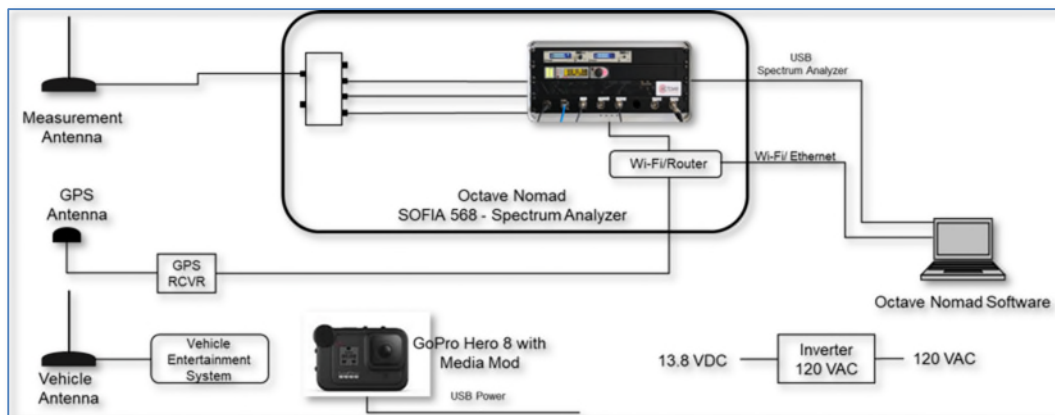 USB
Spectrum Analyzer
Measurement
Antenna
Wi-Fi/Router
Wi-Fi/ Ethernet
Octave Nomad
SOFIA 568 - Spectrum Analyzer
GPS
Antenna
GPS
RCVR
Octave Nomad Software
Vehicle
Entertainment
System
Vehicle
Antenna
GoPro Hero 8 with
Media Mod
USB Power
13.8 VDC
Inverter
120 VAC
120 VAC